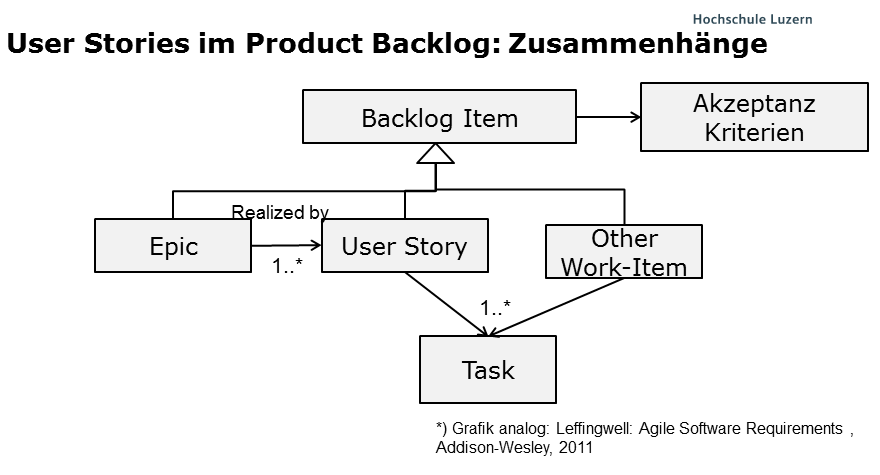 Hochschule Luzern
User Stories im Product Backlog: Zusammenhänge
Backlog Item
Akzeptanz
Kriterien
Realized by
Epic
User Story
Other
Work-Item
1..*
1..*
Task
*) Grafik analog: Leffingwell: Agile Software Requirements ,
Addison-Wesley, 2011